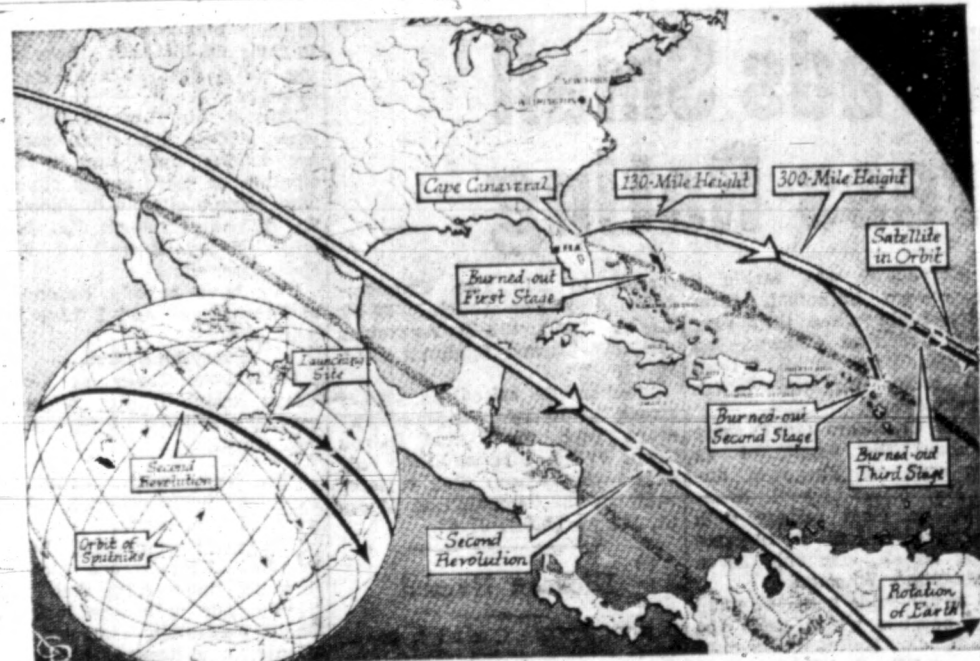 Cape Canaveral
130-Mile Height
300-Mile Height
Satellite
in Orbit
FLA
Burned-out
First Stage
Launching
Site
Burned-out
Second Stage
Burned-out
Third Stage
Second
Revolution
Orbit of
Sputniks
Second
Revolution
Rotation
of Earth